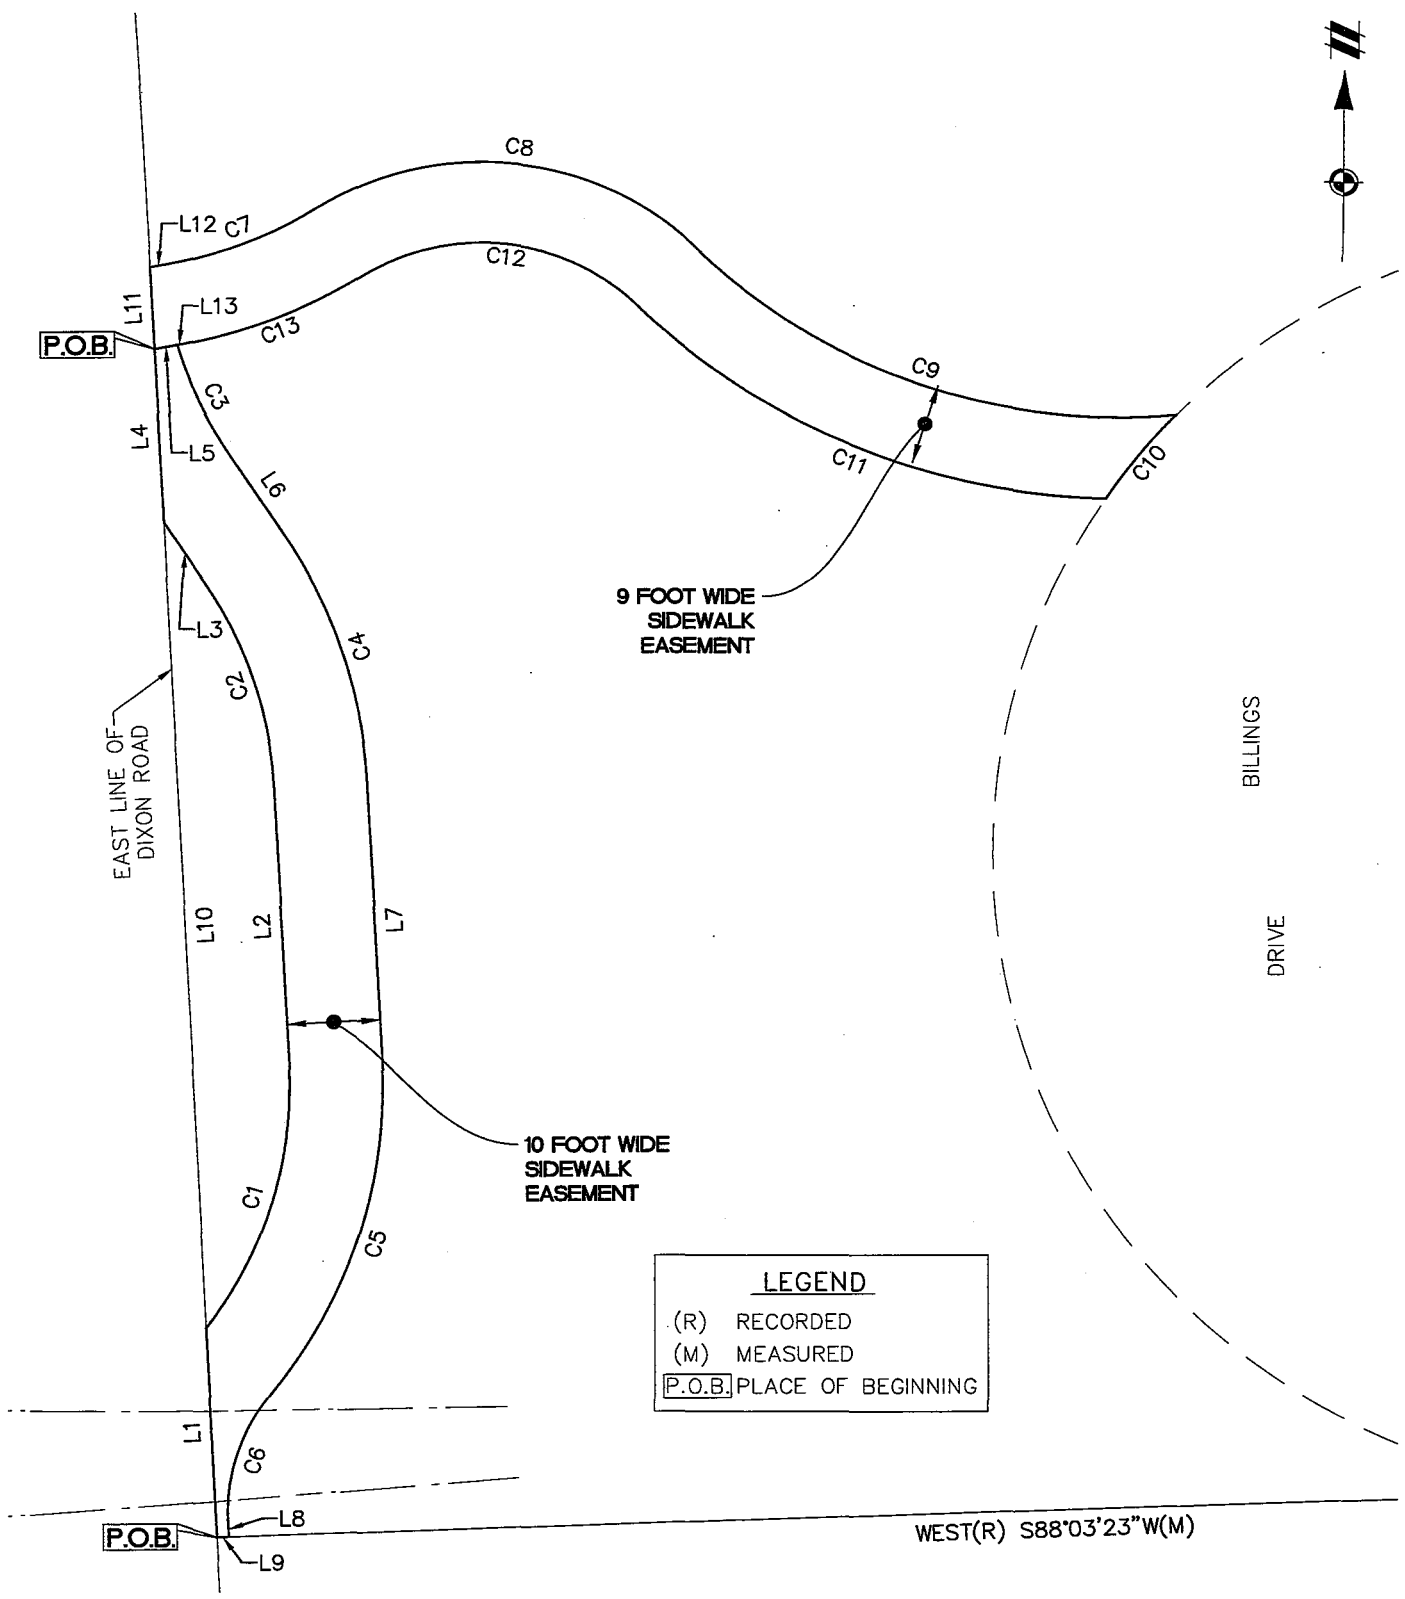 N
C8
L12
C7
C12
L11
L13
P.O.B.
C13
C9
C3
L4
L5
C11
C10
L6
9 FOOT WIDE
SIDEWALK
EASEMENT
L3
C4
C2
EAST LINE OF
DIXON ROAD
BILLINGS
DRIVE
L10
L2
L7
10 FOOT WIDE
SIDEWALK
EASEMENT
C1
C5
LEGEND
(R) RECORDED
(M) MEASURED
P.O.B. PLACE OF BEGINNING
L1
C6
L8
P.O.B.
L9
WEST(R) S88°03'23"W(M)